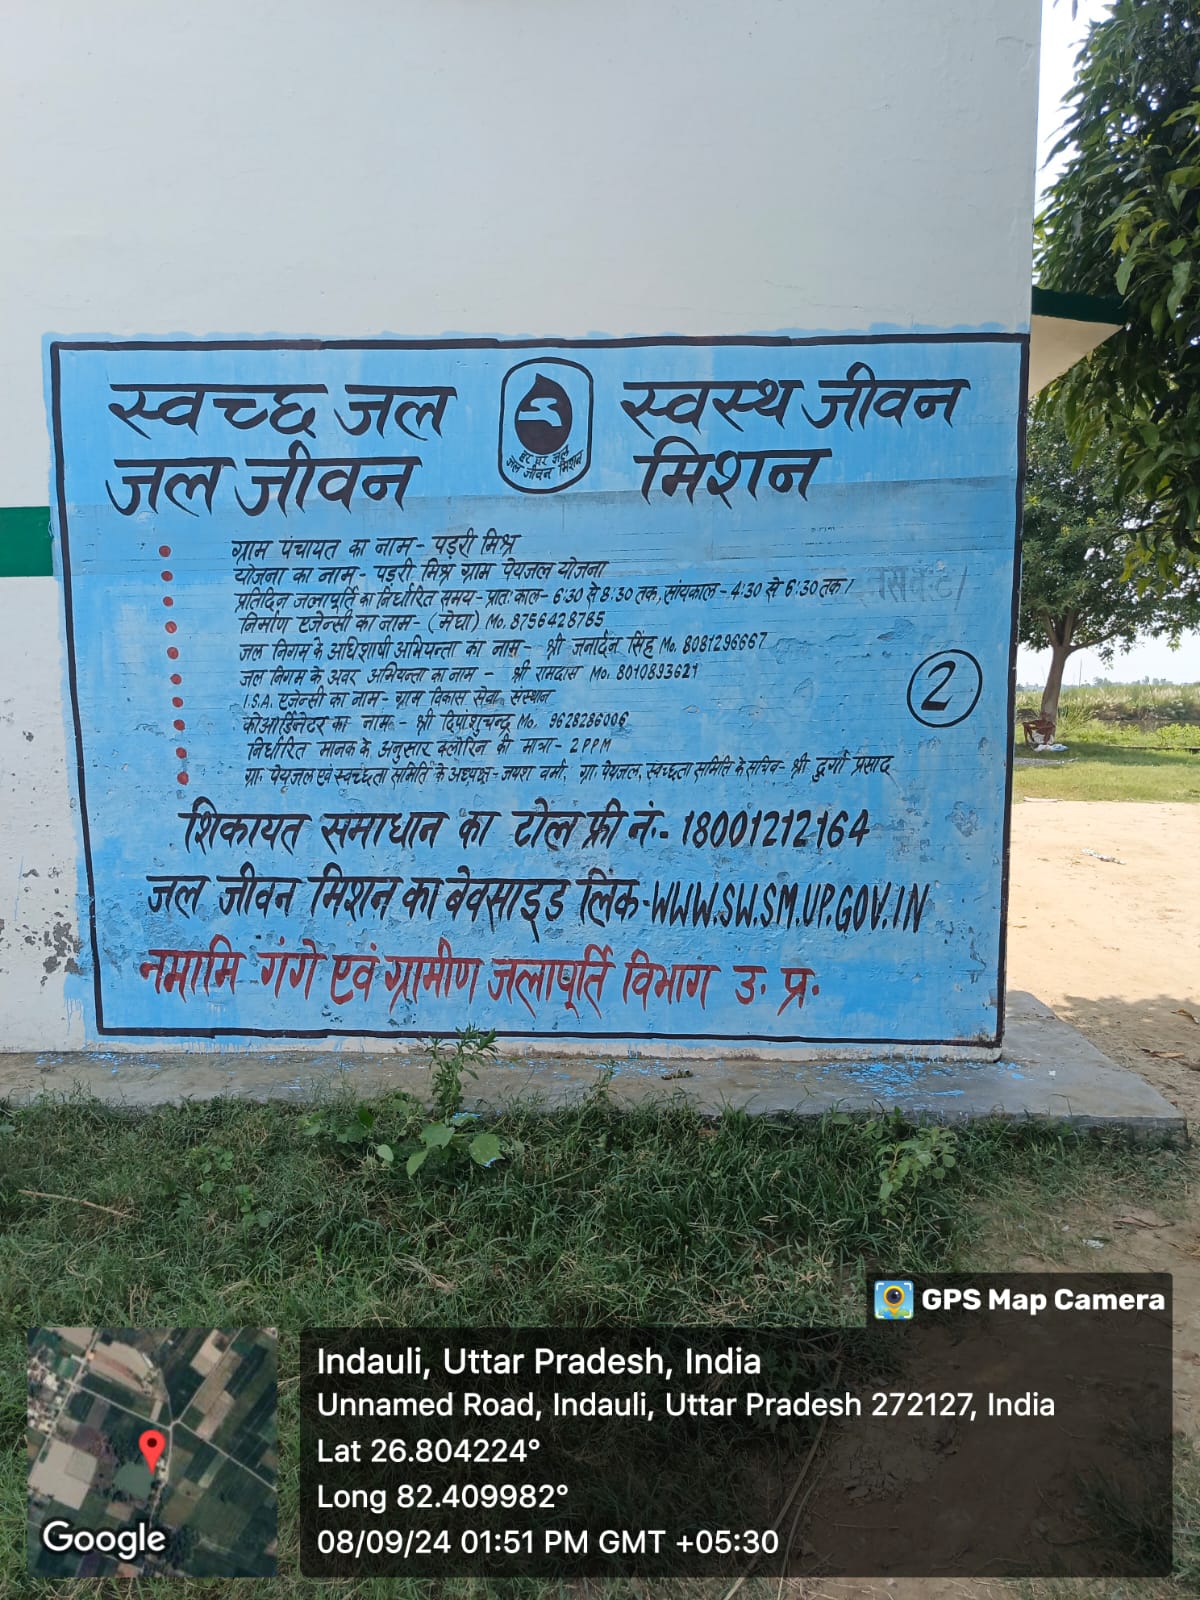 स्वच्छ जल स्वस्थ जीवन
जल जीवन मिशन
हर घर जल
जल जीवन मिशन
ग्राम पंचायत का नाम - पड़री मिश्र
योजना का नाम - पड़री मिश्र ग्राम पेयजल योजना
प्रतिदिन जलापूर्ति का निर्धारित समय - प्रातः काल - 6:30 से 8:30 तक, सांयकाल - 4:30 से 6:30 तक।
निर्माण एजेन्सी का नाम - (मेघा) Mo. 8756428785
जल निगम के अधिशाषी अभियन्ता का नाम - श्री जनार्दन सिंह Mo. 8081296667
जल निगम के अवर अभियन्ता का नाम - श्री रामदास Mo. 8010893621
I.S.A. एजेन्सी का नाम - ग्राम विकास सेवा संस्थान
कोआर्डिनेटर का नाम - श्री दिपांशुचन्द्र Mo. 9628286006
निर्धारित मानक के अनुसार क्लोरिन की मात्रा - 2 PPM
ग्रा. पेयजल एवं स्वच्छता समिति के अध्यक्ष - जयश वर्मा, ग्रा. पेयजल, स्वच्छता समिति के सचिव - श्री दुर्गा प्रसाद
2
शिकायत समाधान का टोल फ्री नं. - 18001212164
जल जीवन मिशन का बेवसाइड लिंक - WWW.SWSM.UP.GOV.IN
नमामि गंगे एवं ग्रामीण जलापूर्ति विभाग उ. प्र.
GPS Map Camera
Indauli, Uttar Pradesh, India
Unnamed Road, Indauli, Uttar Pradesh 272127, India
Lat 26.804224°
Long 82.409982°
08/09/24 01:51 PM GMT +05:30
Google